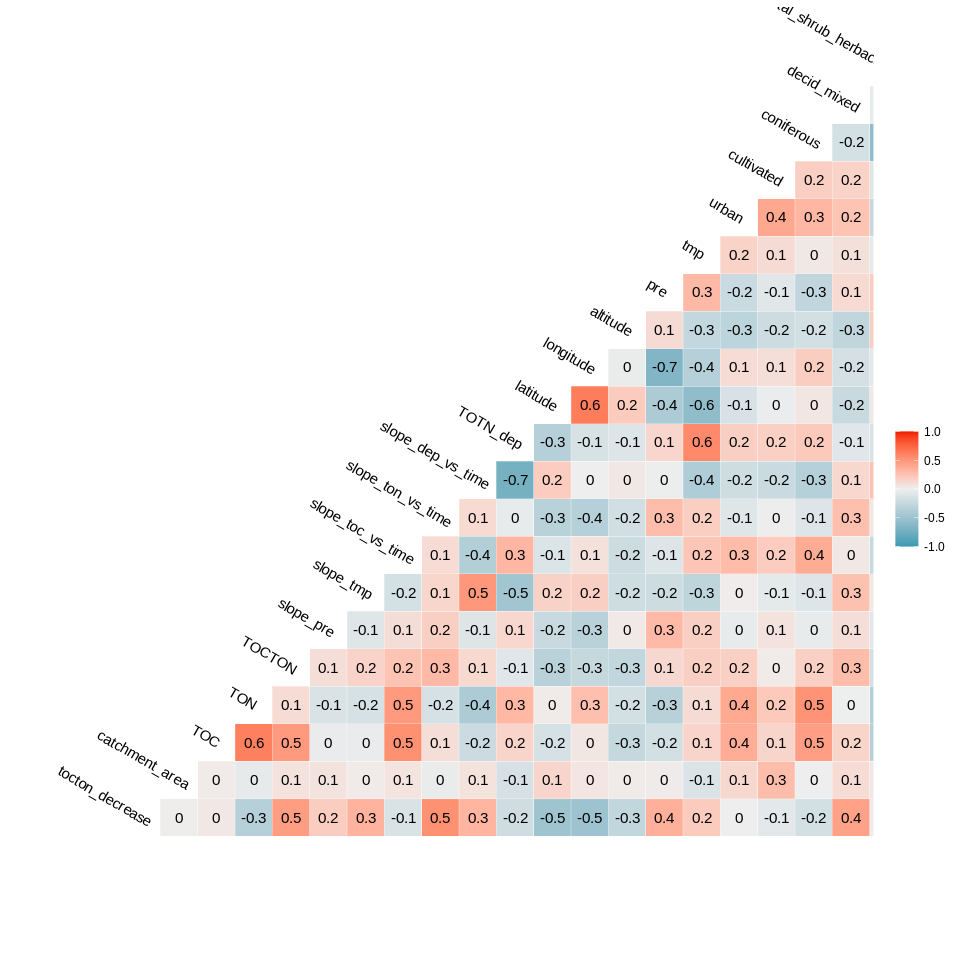 decid_mixed
coniferous -0.2
cultivated 0.2 0.2
urban 0.4 0.3 0.2
tmp 0.2 0.1 0 0.1
pre 0.3 -0.2 -0.1 -0.3 0.1
altitude 0.1 -0.3 -0.3 -0.2 -0.2 -0.3
longitude 0 -0.7 -0.4 0.1 0.1 0.2 -0.2
latitude 0.6 0.2 -0.4 -0.6 -0.1 0 0 -0.2
TOTN_dep -0.3 -0.1 -0.1 0.1 0.6 0.2 0.2 0.2 -0.1
slope_dep_vs_time -0.7 0.2 0 0 0 -0.4 -0.2 -0.2 -0.3 0.1
slope_ton_vs_time 0.1 0 -0.3 -0.4 -0.2 0.3 0.2 -0.1 0 -0.1 0.3
slope_toc_vs_time 0.1 -0.4 0.3 -0.1 0.1 -0.2 -0.1 0.2 0.3 0.2 0.4 0
slope_tmp -0.2 0.1 0.5 -0.5 0.2 0.2 -0.2 -0.2 -0.3 0 -0.1 -0.1 0.3
slope_pre -0.1 0.1 0.2 -0.1 0.1 -0.2 -0.3 0 0.3 0.2 0 0.1 0 0.1
TOCTON 0.1 0.2 0.2 0.3 0.1 -0.1 -0.3 -0.3 -0.3 0.1 0.2 0.2 0 0.2 0.3
TON 0.1 -0.1 -0.2 0.5 -0.2 -0.4 0.3 0 0.3 -0.2 -0.3 0.1 0.4 0.2 0.5 0
TOC 0.6 0.5 0 0 0.5 0.1 -0.2 0.2 -0.2 0 -0.3 -0.2 0.1 0.4 0.1 0.5 0.2
catchment_area 0 0 0.1 0.1 0 0.1 0 0.1 -0.1 0.1 0 0 0 -0.1 0.1 0.3 0 0.1
tocton_decrease 0 0 -0.3 0.5 0.2 0.3 -0.1 0.5 0.3 -0.2 -0.5 -0.5 -0.3 0.4 0.2 0 -0.1 -0.2 0.4
1.0
0.5
0.0
-0.5
-1.0